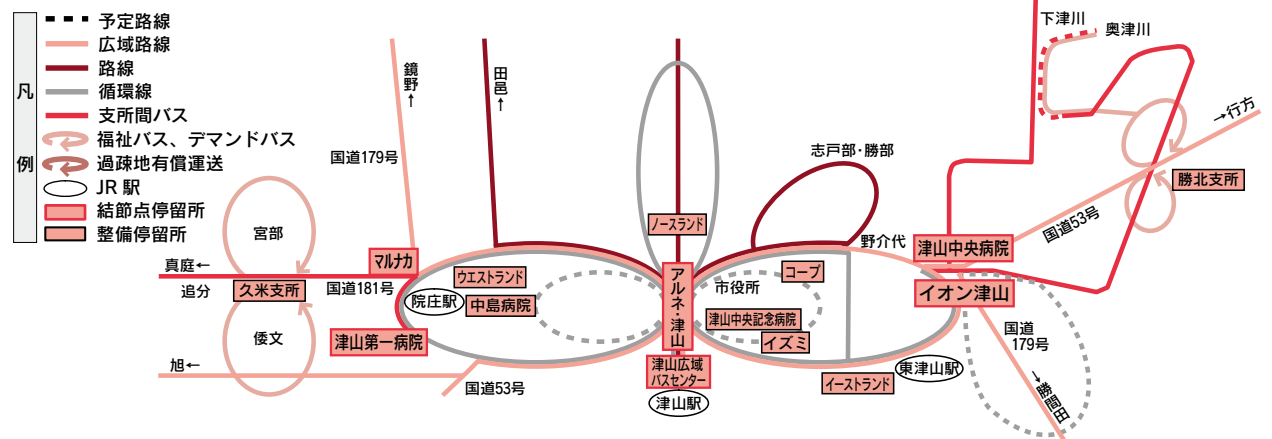 凡例
予定路線
広域路線
路線
循環線
支所間バス
福祉バス、デマンドバス
過疎地有償運送
JR駅
結節点停留所
整備停留所
鏡野→
田邑→
国道179号
宮部
真庭←
追分
久米支所
国道181号
マルナカ
倭文
旭←
国道53号
津山第一病院
院庄駅
ウエストランド
中島病院
ノースランド
アルネ・津山
津山広域
バスセンター
津山駅
市役所
コープ
津山中央記念病院
イズミ
イーストランド
東津山駅
志戸部・勝部
野介代
津山中央病院
イオン津山
国道
179号
→勝間田
国道53号
勝北支所
→行方
下津川
奥津川